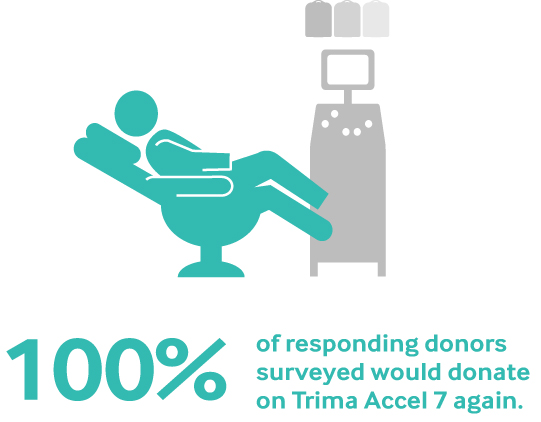 100%
of responding donors
surveyed would donate
on Trima Accel 7 again.